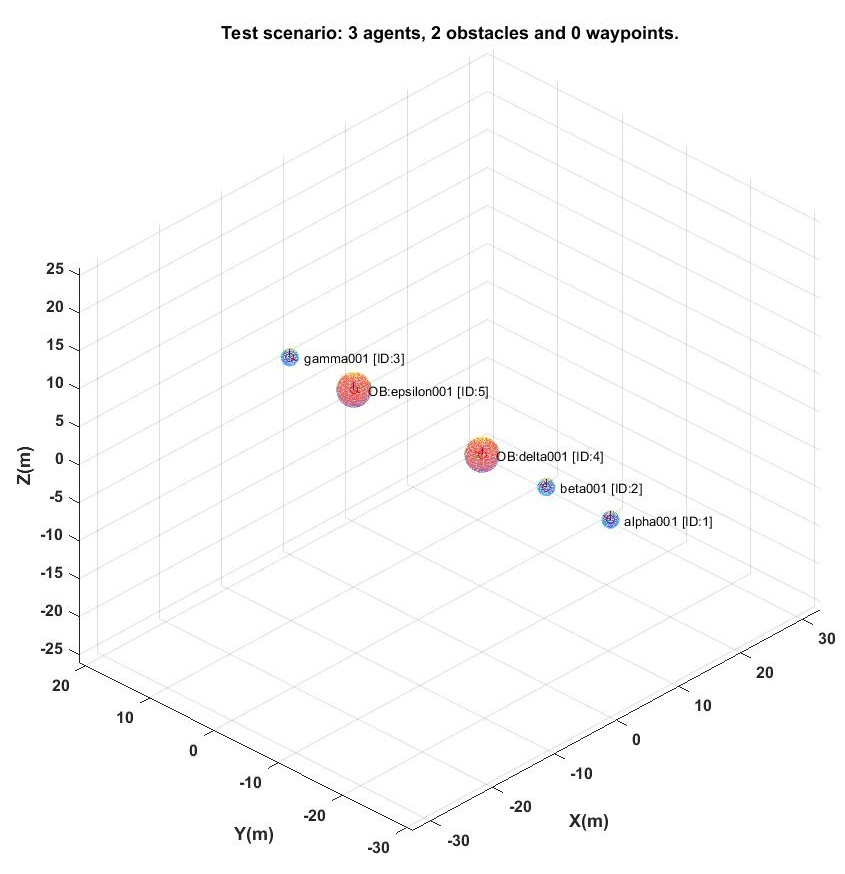 Test scenario: 3 agents, 2 obstacles and 0 waypoints.
25
20
15
10
5
0
-5
-10
-15
-20
-25
Z(m)
gamma001 [ID:3]
OB:epsilon001 [ID:5]
OB:delta001 [ID:4]
beta001 [ID:2]
alpha001 [ID:1]
20
10
0
-10
-20
-30
Y(m)
30
20
10
0
-10
-20
-30
X(m)